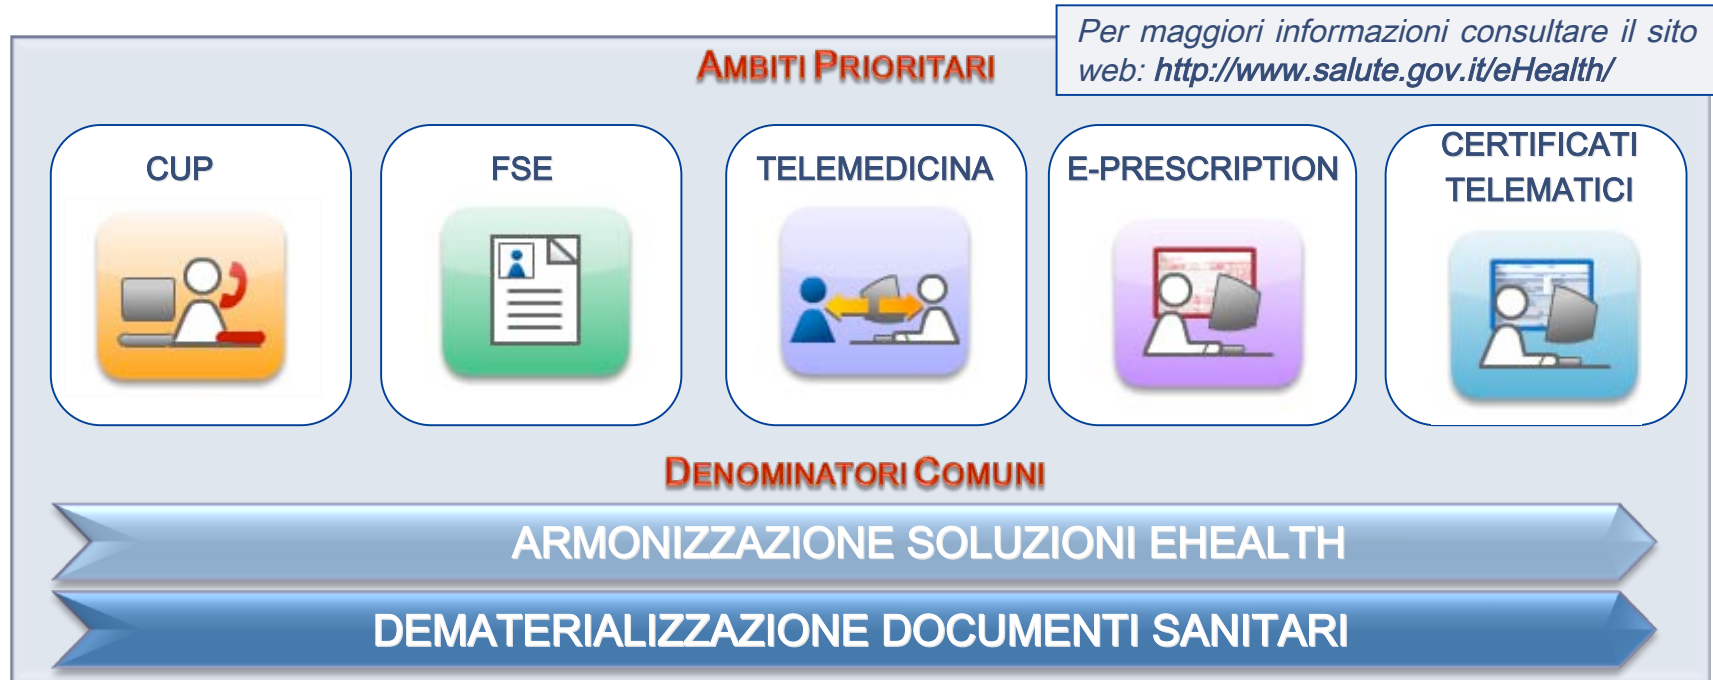 Per maggiori informazioni consultare il sito
web: http://www.salute.gov.it/eHealth/
AMBITI PRIORITARI
CUP
FSE
TELEMEDICINA
E-PRESCRIPTION
CERTIFICATI
TELEMATICI
DENOMINATORI COMUNI
ARMONIZZAZIONE SOLUZIONI EHEALTH
DEMATERIALIZZAZIONE DOCUMENTI SANITARI